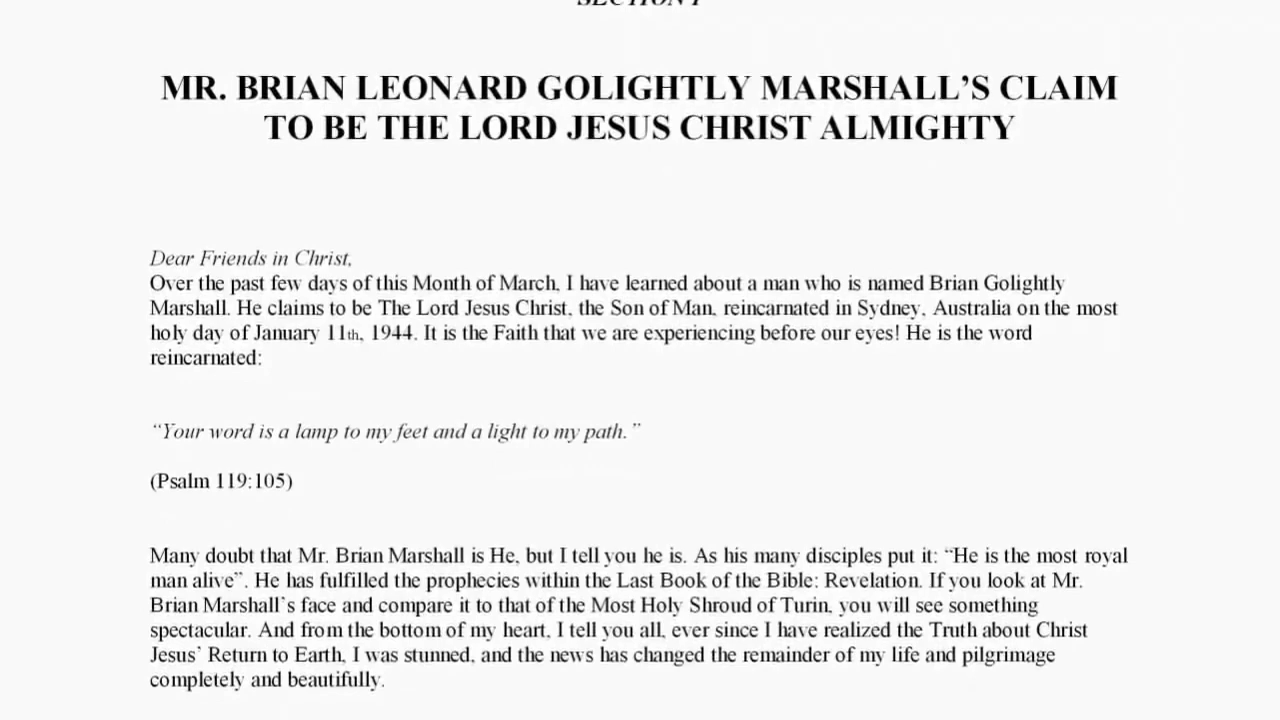 SECTION I
MR. BRIAN LEONARD GOLIGHTLY MARSHALL'S CLAIM
TO BE THE LORD JESUS CHRIST ALMIGHTY
Dear Friends in Christ,
Over the past few days of this Month of March, I have learned about a man who is named Brian Golightly
Marshall. He claims to be The Lord Jesus Christ, the Son of Man, reincarnated in Sydney, Australia on the most
holy day of January 11th, 1944. It is the Faith that we are experiencing before our eyes! He is the word
reincarnated:
“Your word is a lamp to my feet and a light to my path.”
(Psalm 119:105)
Many doubt that Mr. Brian Marshall is He, but I tell you he is. As his many disciples put it: “He is the most royal
man alive”. He has fulfilled the prophecies within the Last Book of the Bible: Revelation. If you look at Mr.
Brian Marshall's face and compare it to that of the Most Holy Shroud of Turin, you will see something
spectacular. And from the bottom of my heart, I tell you all, ever since I have realized the Truth about Christ
Jesus' Return to Earth, I was stunned, and the news has changed the remainder of my life and pilgrimage
completely and beautifully.